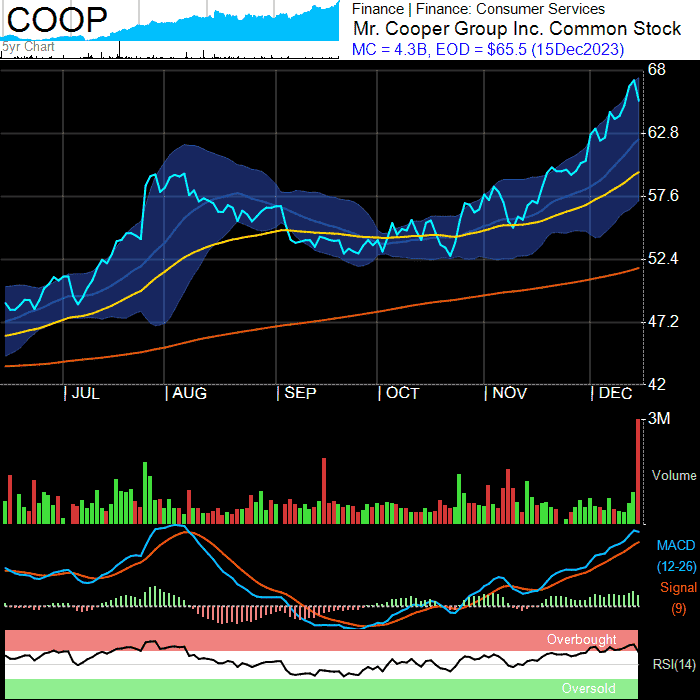 COOP
5yr Chart
Finance | Finance: Consumer Services
Mr. Cooper Group Inc. Common Stock
MC = 4.3B, EOD = $65.5 (15Dec2023)
68
62.8
57.6
52.4
47.2
42
| JUL | AUG | SEP | OCT | NOV | DEC
3M
Volume
MACD
(12-26)
Signal
(9)
Overbought
RSI(14)
Oversold